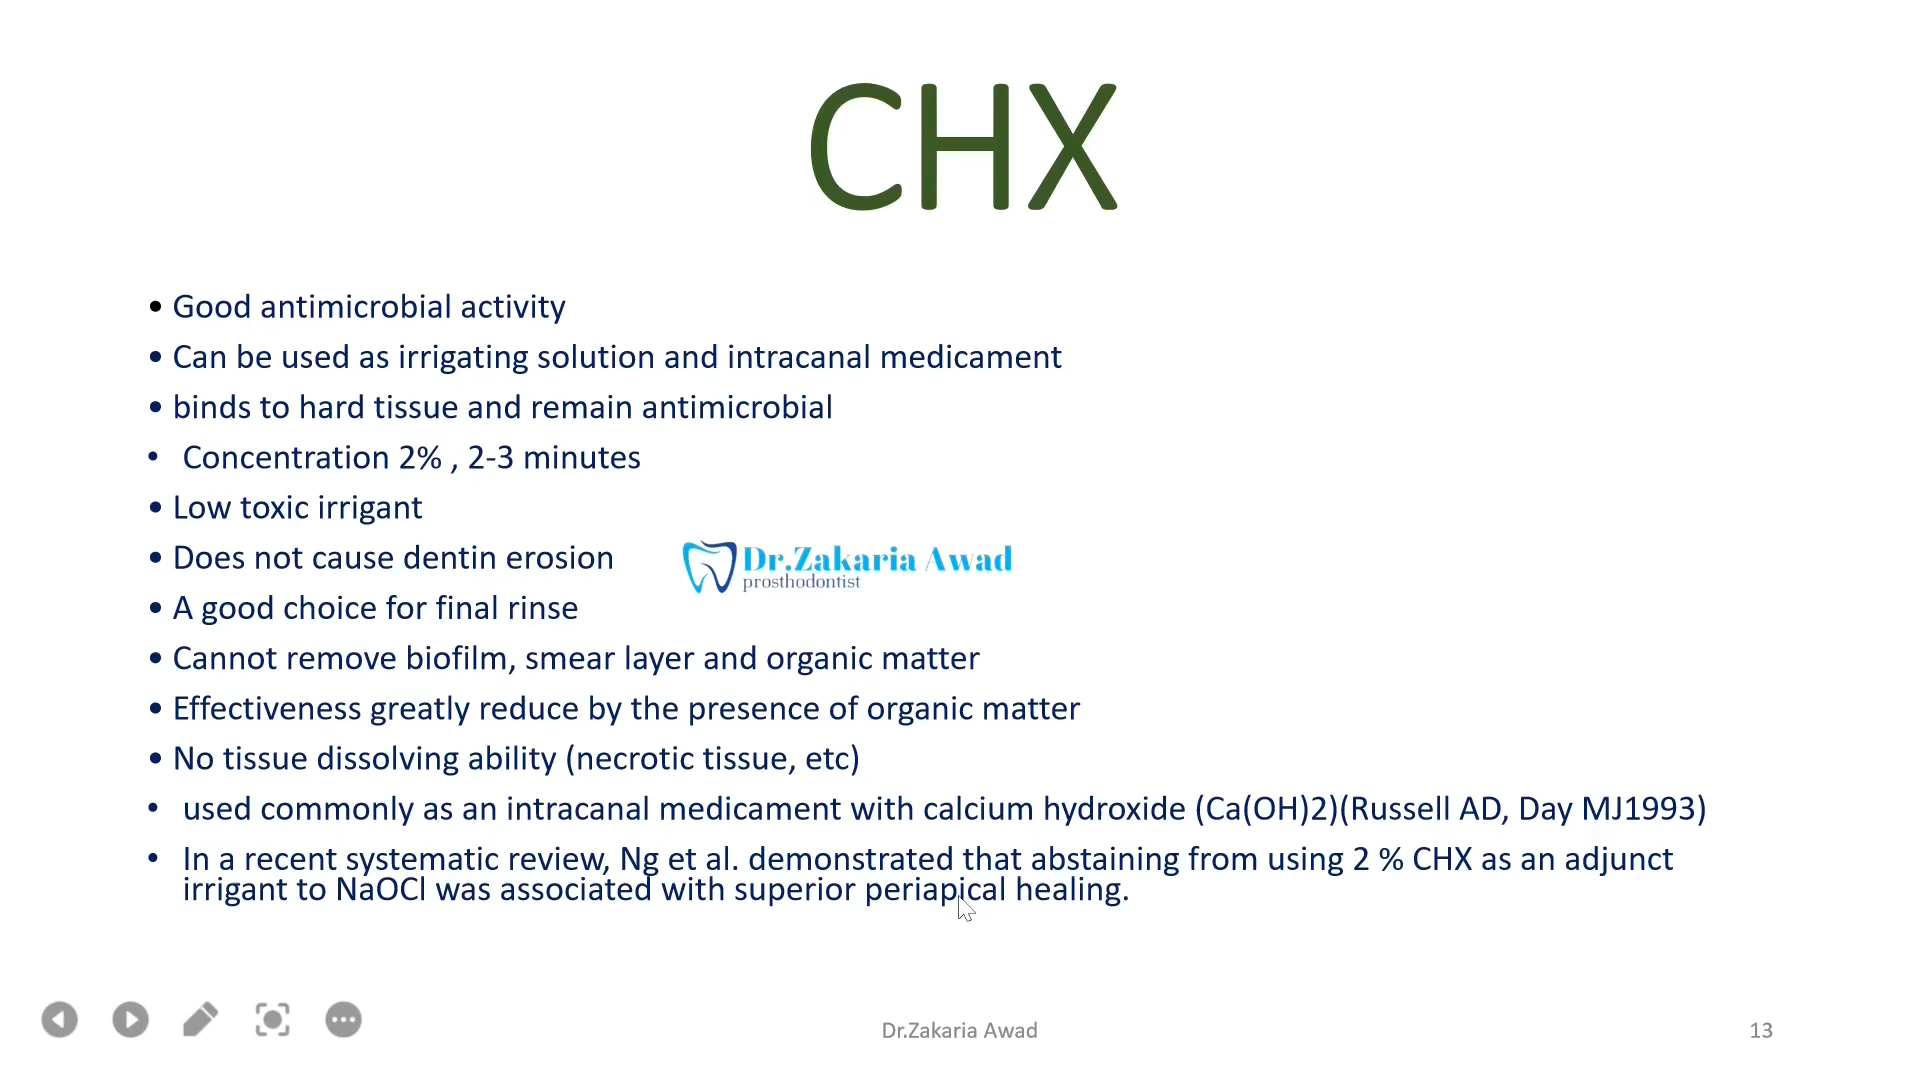 CHX
• Good antimicrobial activity
• Can be used as irrigating solution and intracanal medicament
• binds to hard tissue and remain antimicrobial
• Concentration 2% , 2-3 minutes
• Low toxic irrigant
• Does not cause dentin erosion
Dr.Zakaria Awad
prosthodontist
• A good choice for final rinse
• Cannot remove biofilm, smear layer and organic matter
• Effectiveness greatly reduce by the presence of organic matter
• No tissue dissolving ability (necrotic tissue, etc)
• used commonly as an intracanal medicament with calcium hydroxide (Ca(OH)2)(Russell AD, Day MJ1993)
• In a recent systematic review, Ng et al. demonstrated that abstaining from using 2 % CHX as an adjunct
irrigant to NaOCl was associated with superior periapical healing.
Dr.Zakaria Awad
13